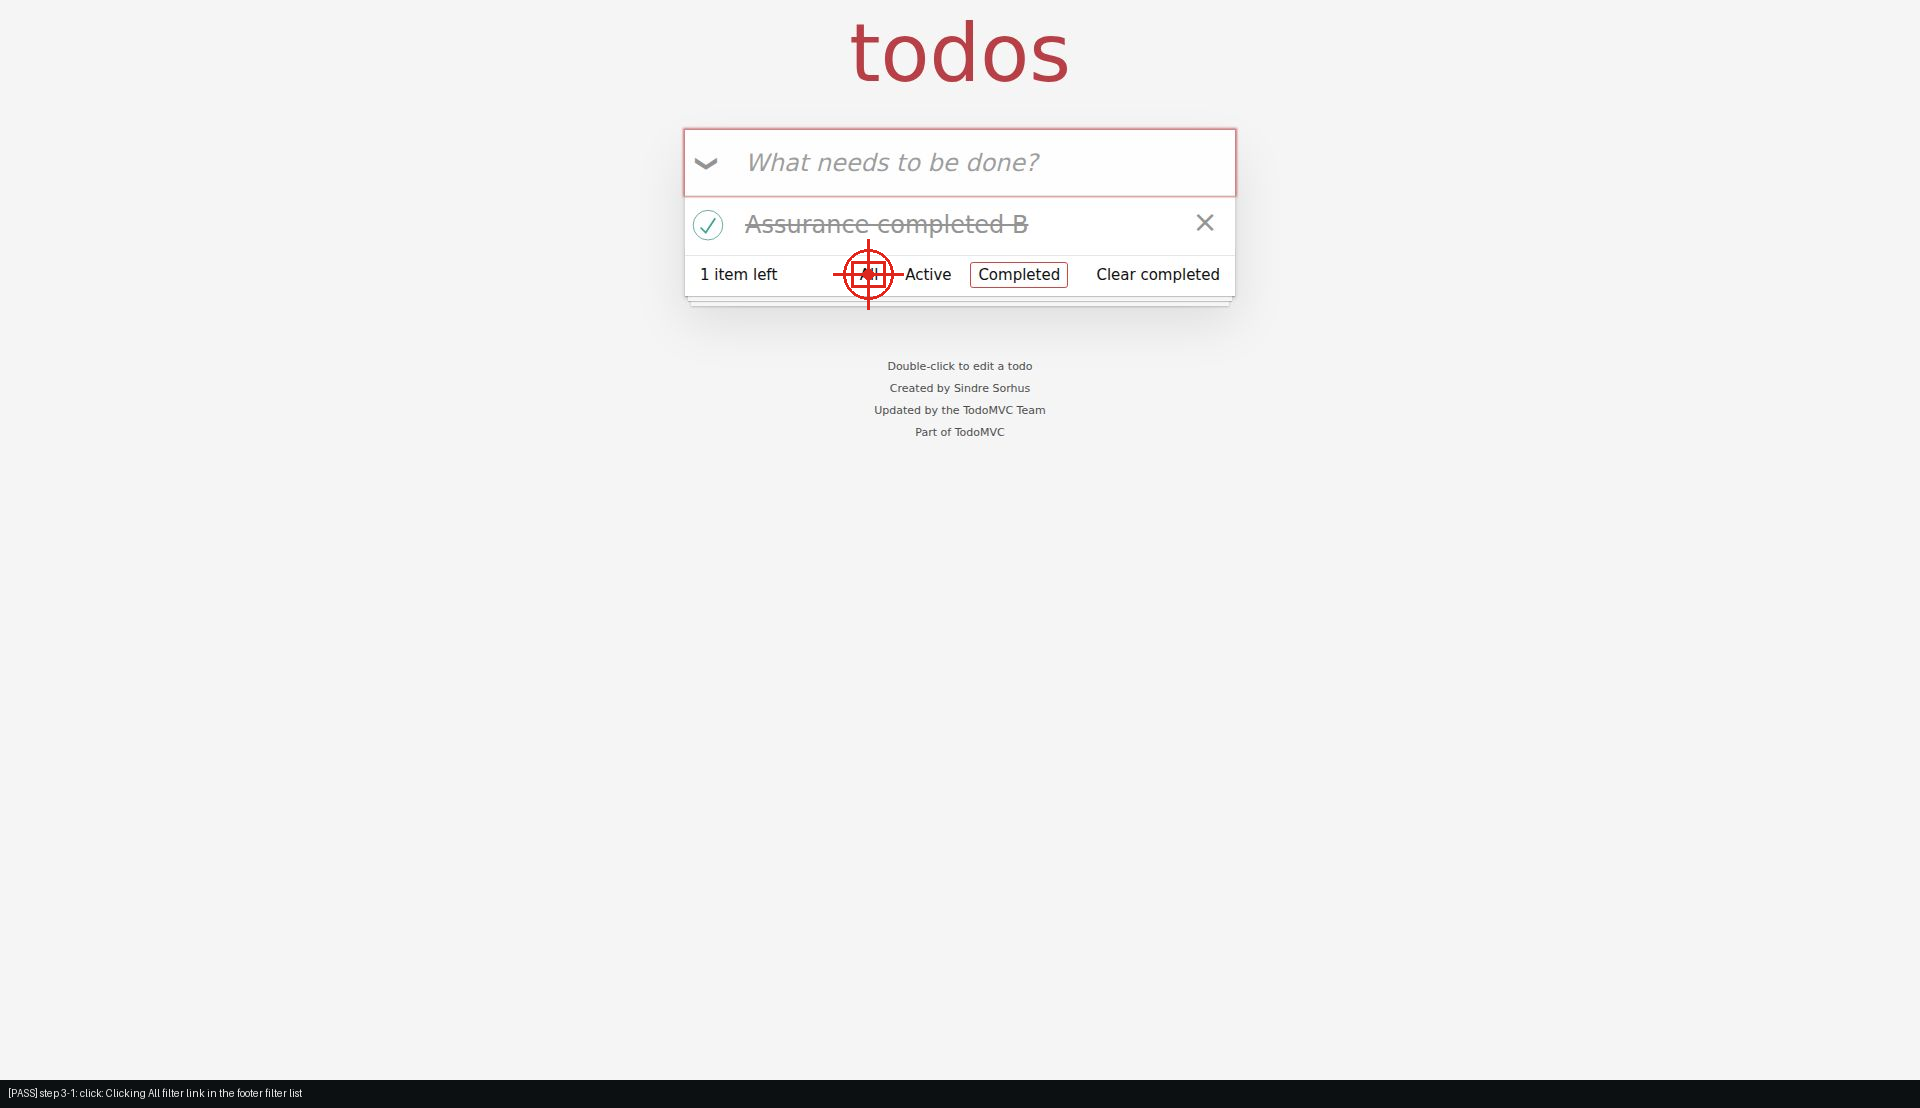 todos
What needs to be done?
Assurance completed B
1 item left All Active Completed Clear completed
Double-click to edit a todo
Created by Sindre Sorhus
Updated by the TodoMVC Team
Part of TodoMVC
[PASS] step 3-1: click: Clicking All filter link in the footer filter list